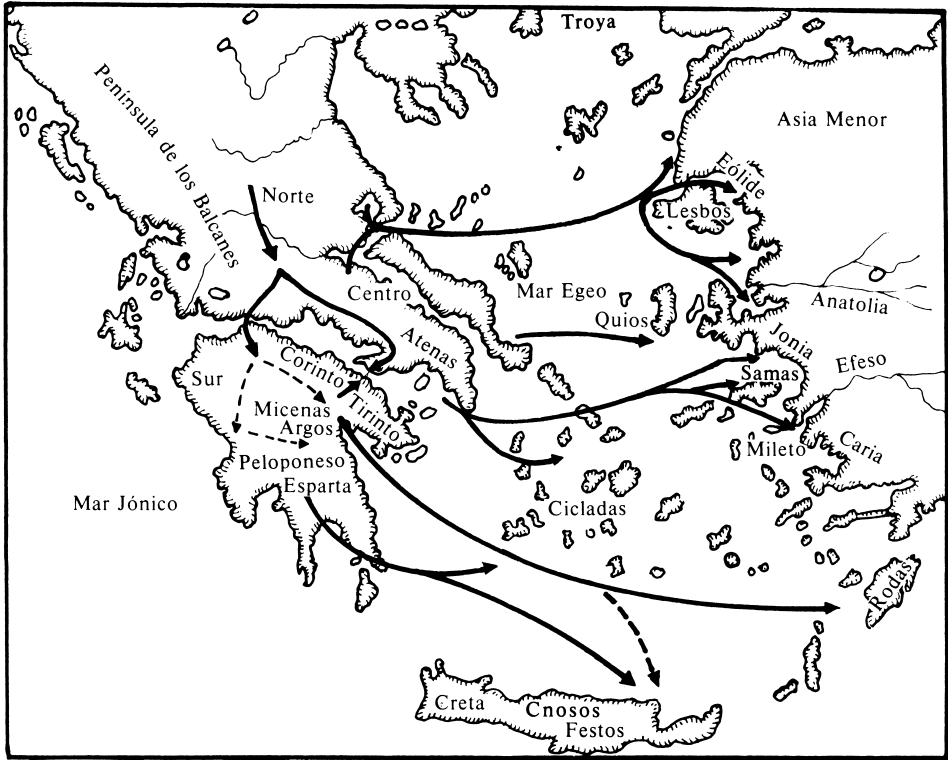 Troya
Península de los Balcanes
Asia Menor
Norte
Eólide
Lesbos
Centro
Mar Egeo
Anatolia
Quios
Atenas
Jonia
Corinto
Efeso
Sur
Samas
Micenas
Tirinto
Argos
Mileto
Caria
Peloponeso
Esparta
Mar Jónico
Cicladas
Rodas
Creta
Cnosos
Festos